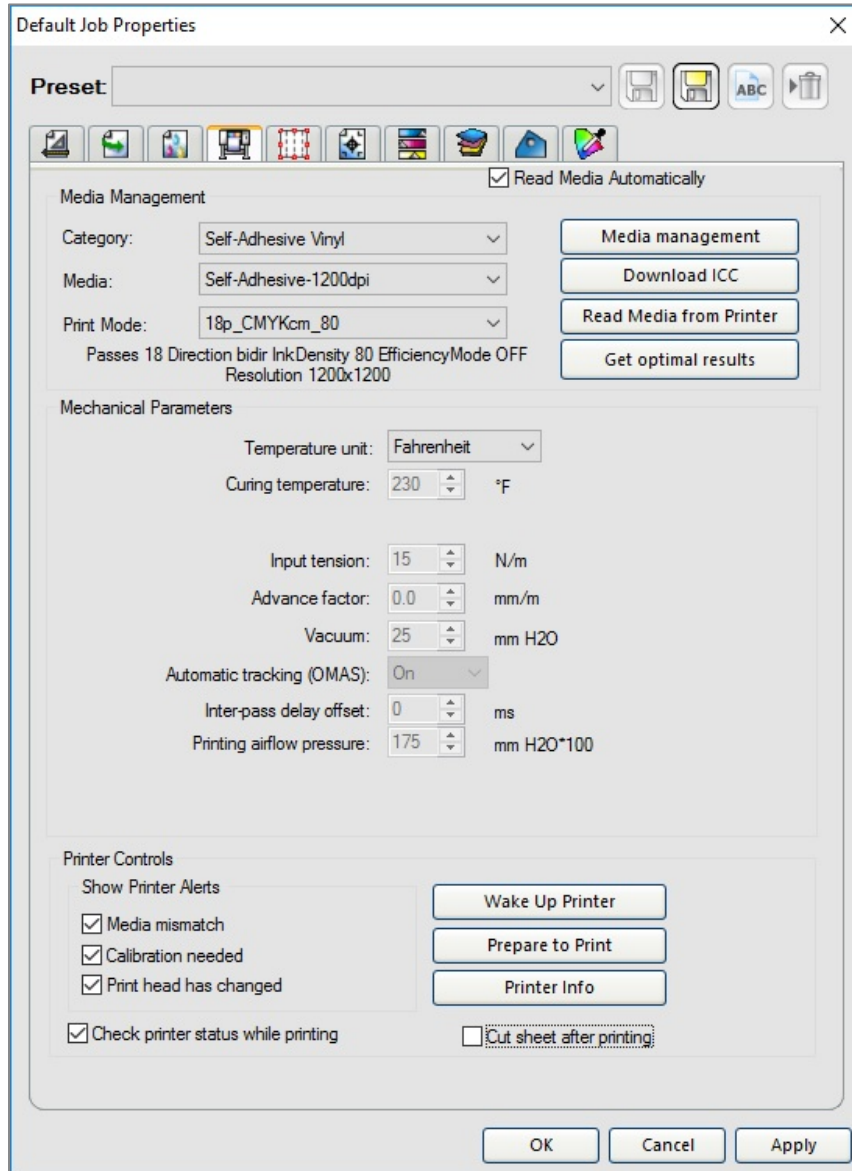 Default Job Properties
Preset:
ABC
Read Media Automatically
Media Management
Category: Self-Adhesive Vinyl Media management
Media: Self-Adhesive-1200dpi Download ICC
Print Mode: 18p_CMYKcm_80 Read Media from Printer
Passes 18 Direction bidir InkDensity 80 EfficiencyMode OFF
Resolution 1200x1200
Get optimal results
Mechanical Parameters
Temperature unit: Fahrenheit
Curing temperature: 230 °F
Input tension: 15 N/m
Advance factor: 0.0 mm/m
Vacuum: 25 mm H2O
Automatic tracking (OMAS): On
Inter-pass delay offset: 0 ms
Printing airflow pressure: 175 mm H2O*100
Printer Controls
Show Printer Alerts
Wake Up Printer
Media mismatch
Prepare to Print
Calibration needed
Print head has changed Printer Info
Check printer status while printing Cut sheet after printing
OK Cancel Apply